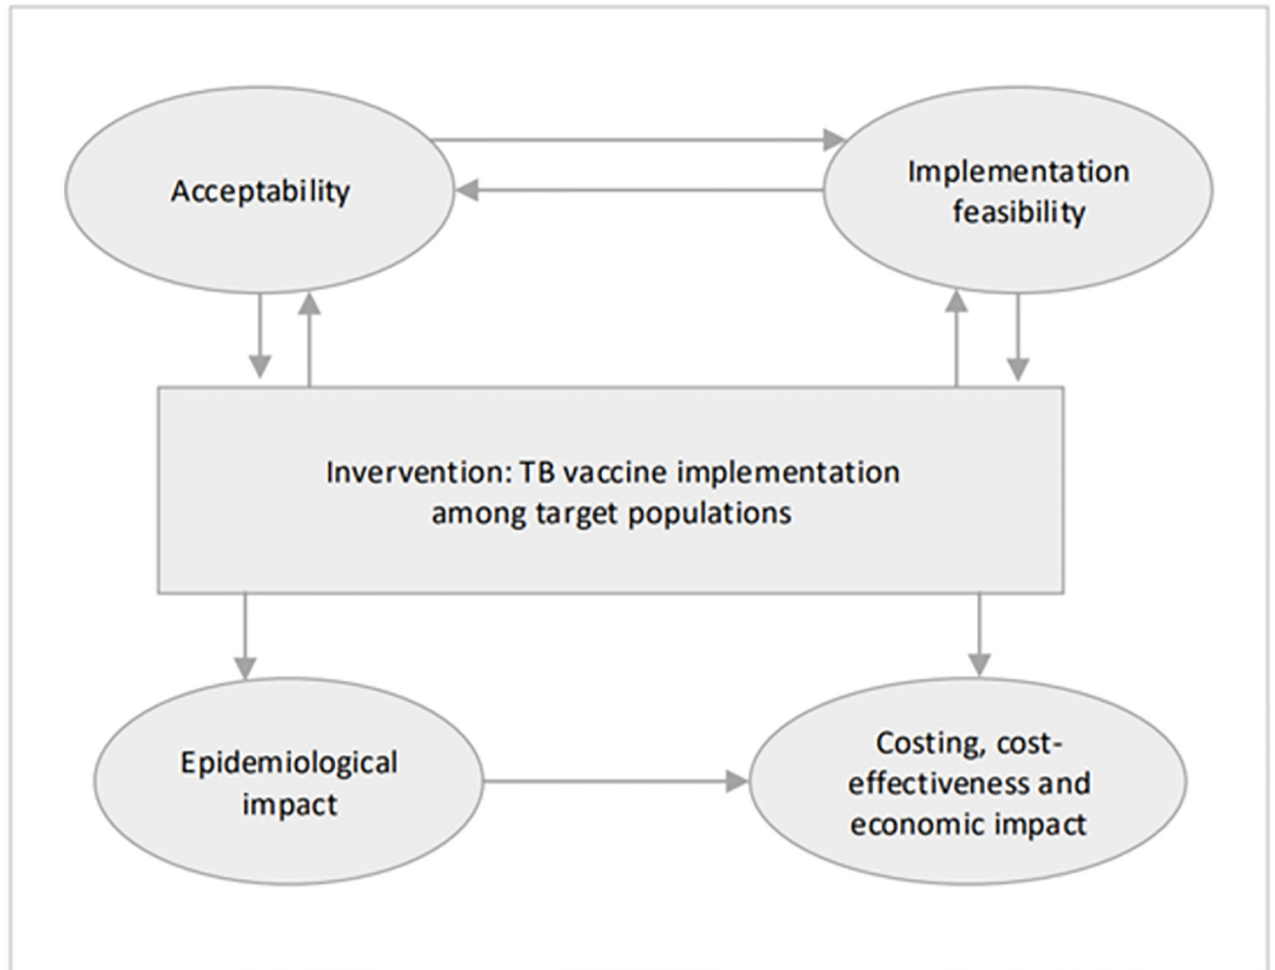 Acceptability
Implementation
feasibility
Invervention: TB vaccine implementation
among target populations
Epidemiological
impact
Costing, cost-
effectiveness and
economic impact